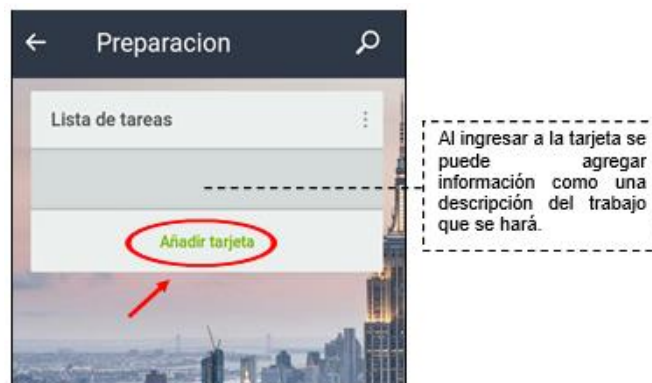 Preparacion
Lista de tareas
Añadir tarjeta
Al ingresar a la tarjeta se
puede agregar
información como una
descripción del trabajo
que se hará.